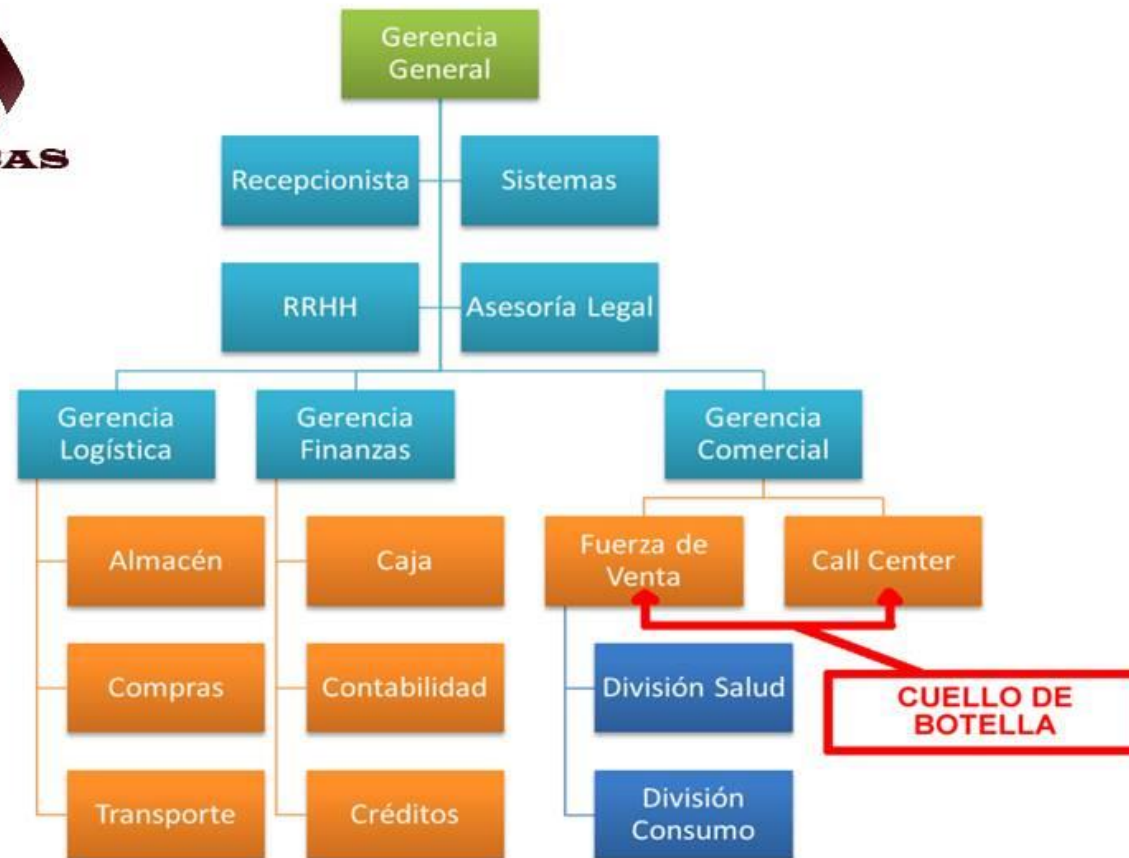 Gerencia
General
Recepcionista
Sistemas
RRHH
Asesoría Legal
Gerencia
Logística
Gerencia
Finanzas
Gerencia
Comercial
Almacén
Caja
Fuerza de
Venta
Call Center
Compras
Contabilidad
División Salud
CUELLO DE
BOTELLA
Transporte
Créditos
División
Consumo